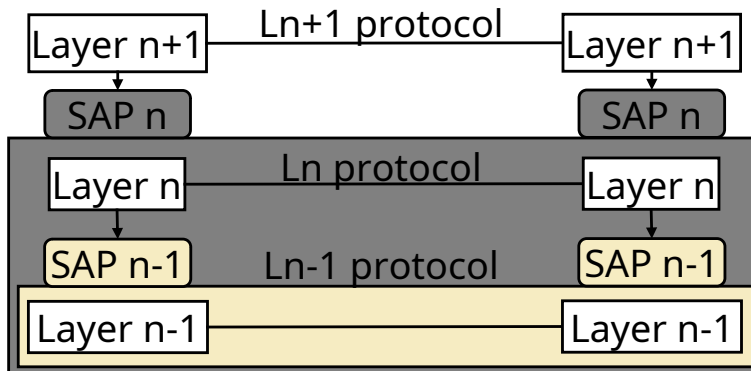 Ln+1 protocol
Layer n+1 Layer n+1
SAP n SAP n
Ln protocol
Layer n Layer n
SAP n-1 Ln-1 protocol SAP n-1
Layer n-1 Layer n-1